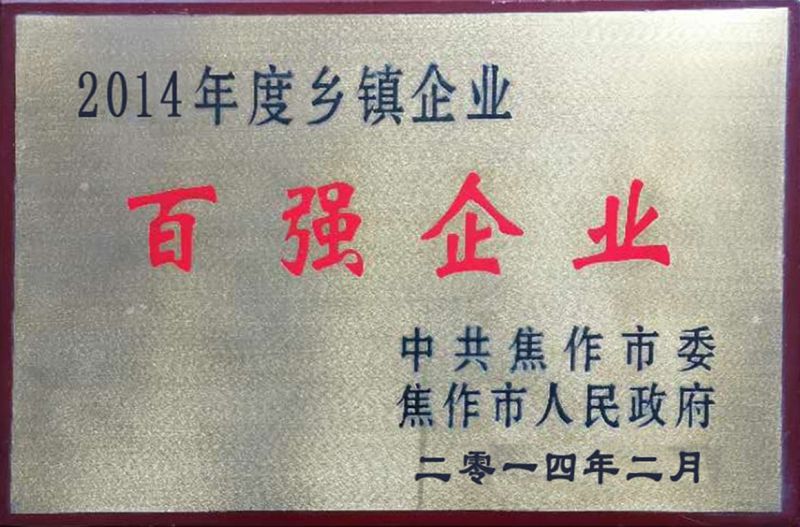 2014年度乡镇企业
百强企业
中共焦作市委
焦作市人民政府
二零一四年二月